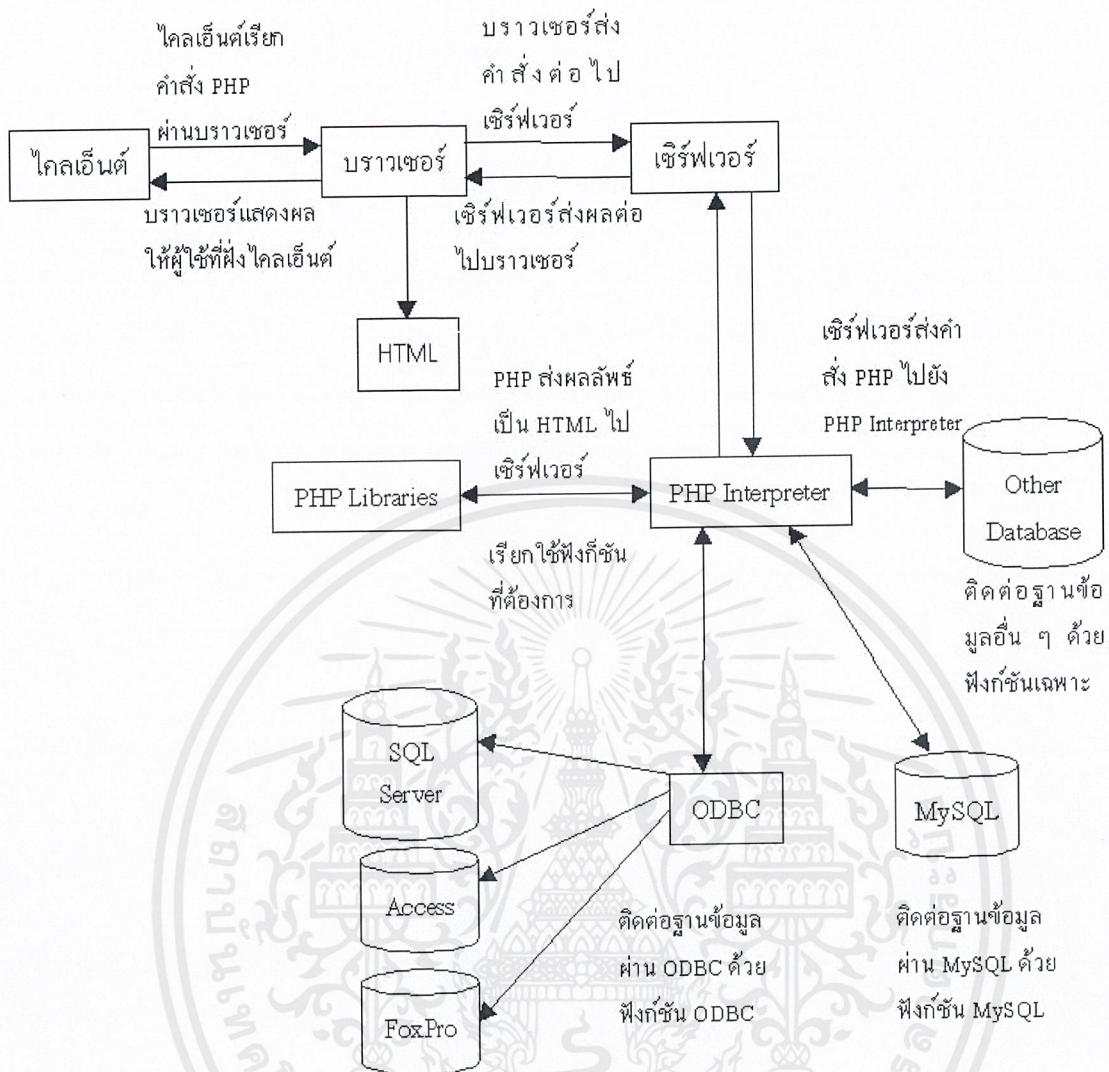 ไคลเอ็นต์เรียก
คำสั่ง PHP
ผ่านบราวเซอร์
บราวเซอร์ส่ง
คำสั่งต่อไป
เซิร์ฟเวอร์
ไคลเอ็นต์
บราวเซอร์
เซิร์ฟเวอร์
บราวเซอร์แสดงผล
ให้ผู้ใช้ที่ฝั่งไคลเอ็นต์
เซิร์ฟเวอร์ส่งผลต่อ
ไปบราวเซอร์
HTML
เซิร์ฟเวอร์ส่งคำ
สั่ง PHP ไปยัง
PHP Interpreter
PHP ส่งผลลัพธ์
เป็น HTML ไป
เซิร์ฟเวอร์
PHP Libraries
PHP Interpreter
Other
Database
เรียกใช้ฟังก็ชัน
ที่ต้องการ
ติดต่อฐานข้อ
มูลอื่น ๆ ด้วย
ฟังก์ชันเฉพาะ
SQL
Server
ODBC
MySQL
Access
FoxPro
ติดต่อฐานข้อมูล
ผ่าน ODBC ด้วย
ฟังก์ชัน ODBC
ติดต่อฐานข้อมูล
ผ่าน MySQL ด้วย
ฟังก์ชัน MySQL